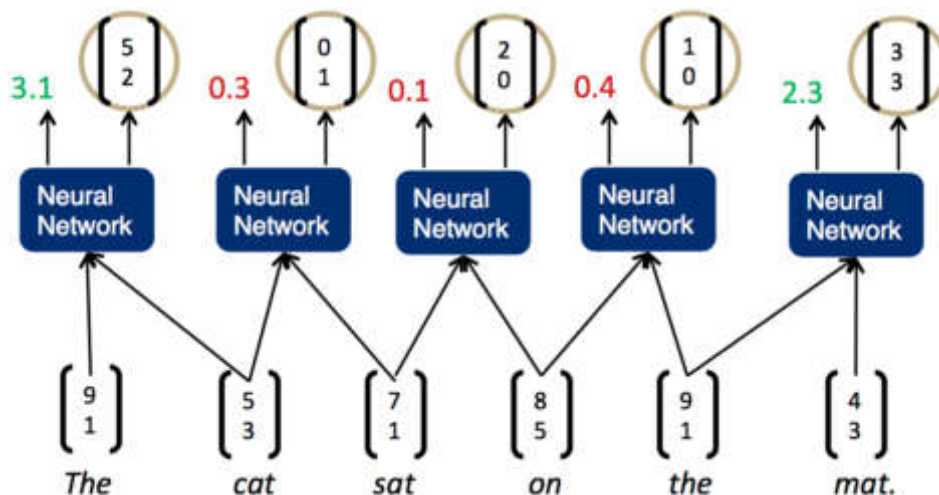 5 0 2 1 3
2 1 0 0 3
3.1 0.3 0.1 0.4 2.3
Neural Neural Neural Neural Neural
Network Network Network Network Network
9 5 7 8 9 4
1 3 1 5 1 3
The cat sat on the mat.